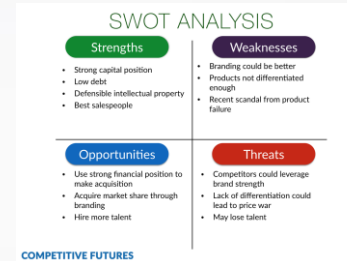 SWOT ANALYSIS
Strengths
• Strong capital position
• Low debt
• Defensible intellectual property
• Best salespeople
Weaknesses
• Branding could be better
• Products not differentiated
enough
• Recent scandal from product
failure
Opportunities
• Use strong financial position to
make acquisition
• Acquire market share through
branding
• Hire more talent
Threats
• Competitors could leverage
brand strength
• Lack of differentiation could
lead to price war
• May lose talent
COMPETITIVE FUTURES